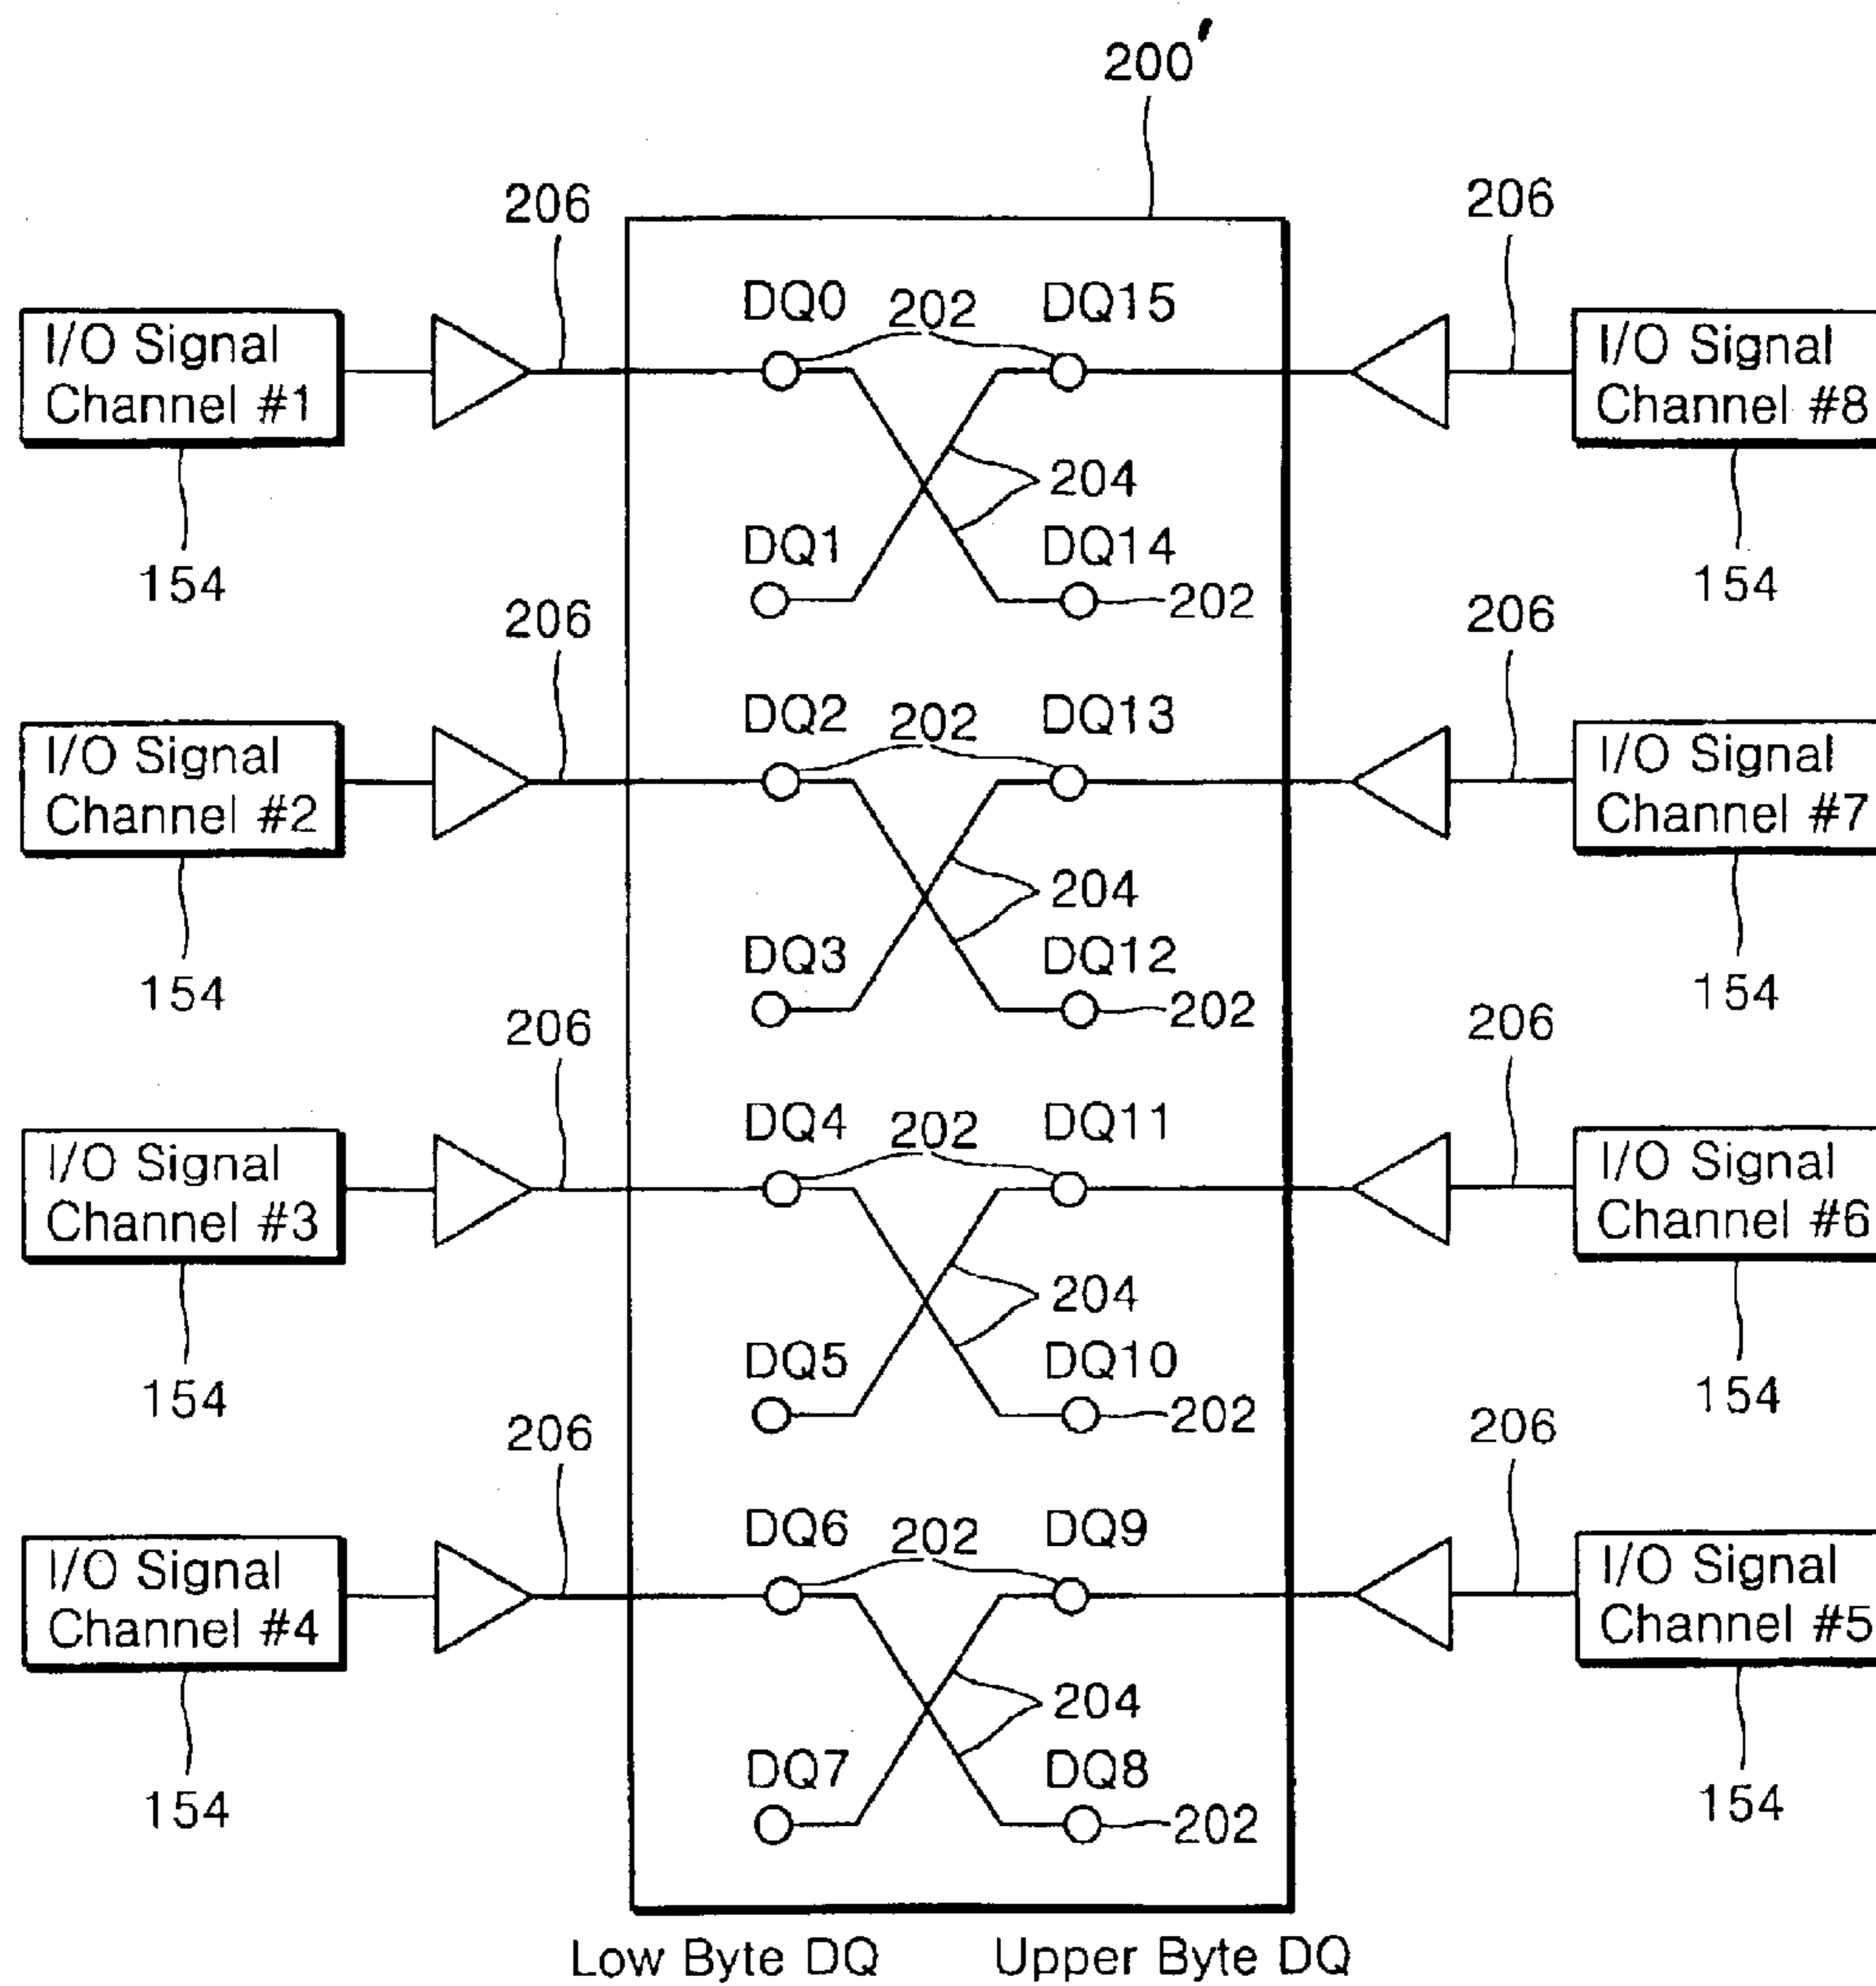 200'
206
206
DQ0
202
DQ15
I/O Signal
Channel #1
I/O Signal
Channel #8
204
DQ1
DQ14
154
202
154
206
206
DQ2
202
DQ13
I/O Signal
Channel #2
I/O Signal
Channel #7
204
DQ3
DQ12
154
202
154
206
206
DQ4
202
DQ11
I/O Signal
Channel #3
I/O Signal
Channel #6
204
DQ5
DQ10
154
202
154
206
206
DQ6
202
DQ9
I/O Signal
Channel #4
I/O Signal
Channel #5
204
DQ7
DQ8
154
202
154
Low Byte DQ
Upper Byte DQ